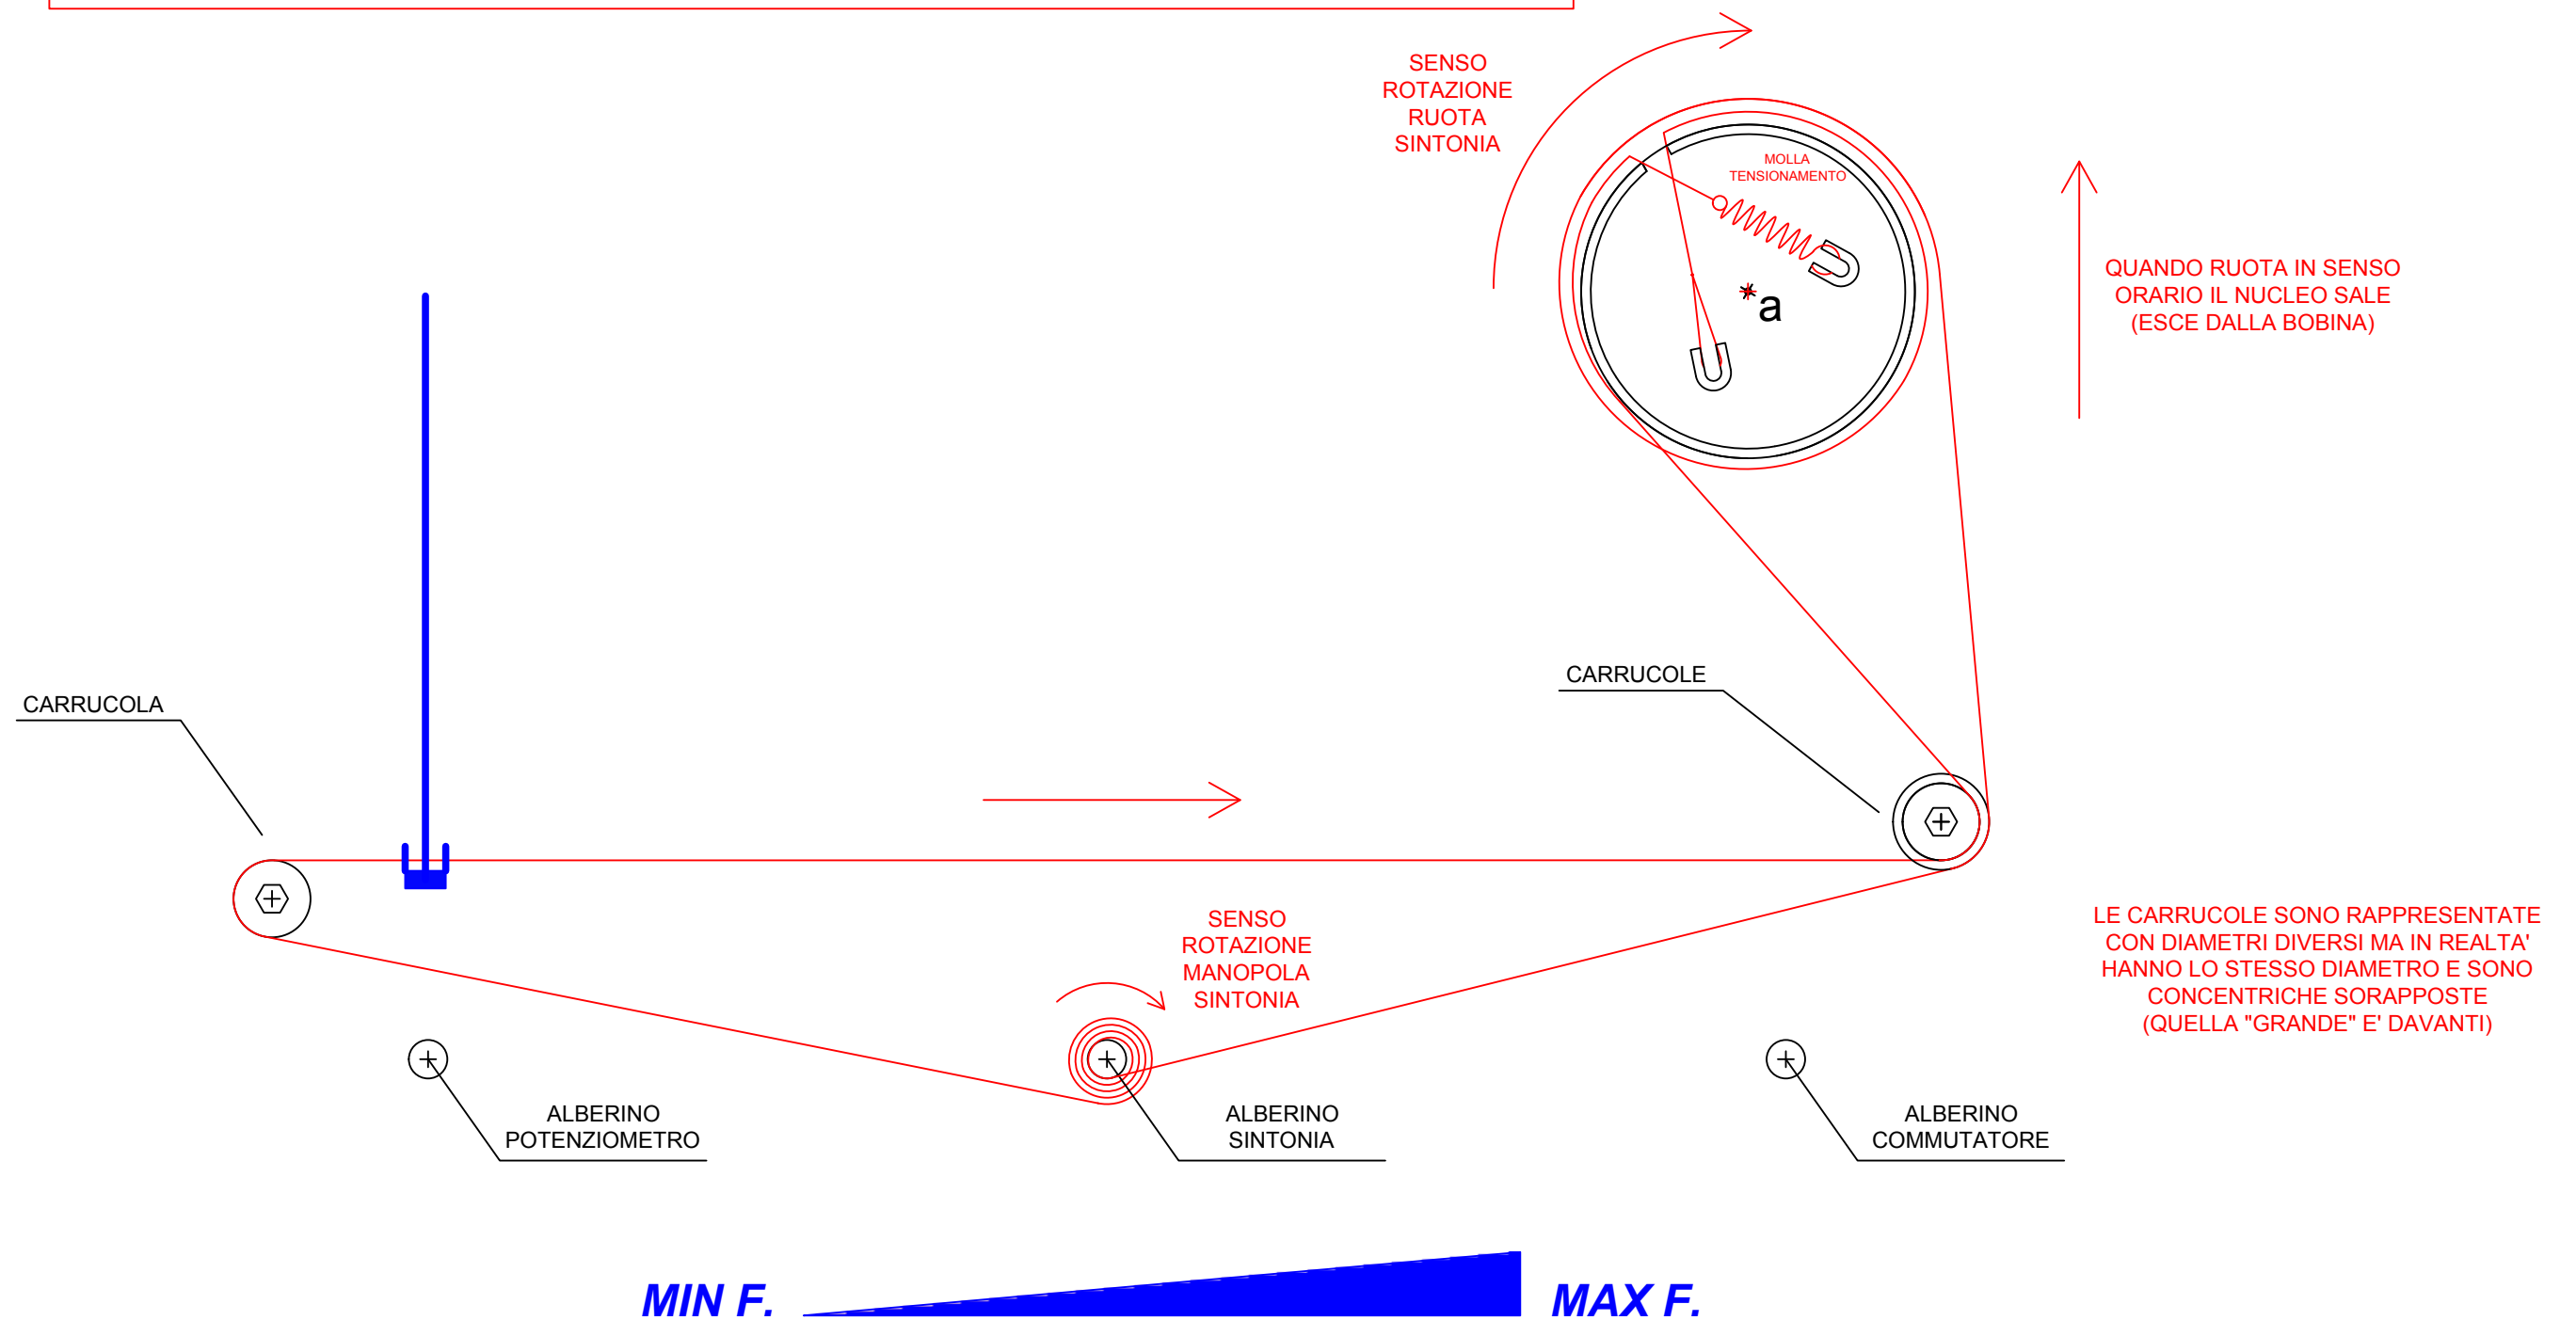 SENSO
ROTAZIONE
RUOTA
SINTONIA
MOLLA
TENSIONAMENTO
a
QUANDO RUOTA IN SENSO
ORARIO IL NUCLEO SALE
(ESCE DALLA BOBINA)
CARRUCOLA
CARRUCOLE
SENSO
ROTAZIONE
MANOPOLA
SINTONIA
LE CARRUCOLE SONO RAPPRESENTATE
CON DIAMETRI DIVERSI MA IN REALTA'
HANNO LO STESSO DIAMETRO E SONO
CONCENTRICHE SORAPPOSTE
(QUELLA "GRANDE" E' DAVANTI)
ALBERINO
POTENZIOMETRO
ALBERINO
SINTONIA
ALBERINO
COMMUTATORE
MIN F.
MAX F.